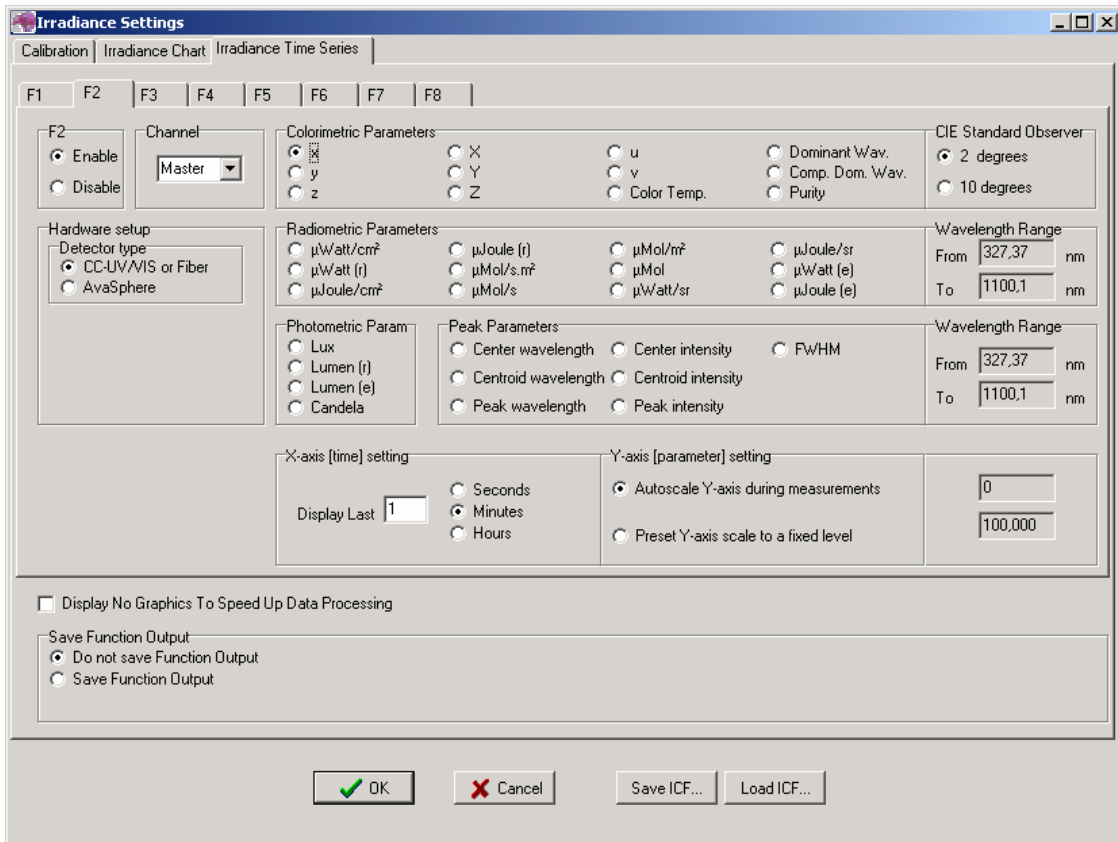 Irradiance Settings
Calibration Irradiance Chart Irradiance Time Series
F1 F2 F3 F4 F5 F6 F7 F8
F2
Enable
Disable
Channel
Master
Colorimetric Parameters
x X u Dominant Wav.
y Y v Comp. Dom. Wav.
z Z Color Temp. Purity
CIE Standard Observer
2 degrees
10 degrees
Hardware setup
Detector type
CC-UV/VIS or Fiber
AvaSphere
Radiometric Parameters
µWatt/cm² µJoule (r) µMol/m² µJoule/sr
µWatt (r) µMol/s.m² µMol µWatt (e)
µJoule/cm² µMol/s µWatt/sr µJoule (e)
Wavelength Range
From 327,37 nm
To 1100,1 nm
Photometric Param
Lux
Lumen (r)
Lumen (e)
Candela
Peak Parameters
Center wavelength Center intensity FWHM
Centroid wavelength Centroid intensity
Peak wavelength Peak intensity
Wavelength Range
From 327,37 nm
To 1100,1 nm
X-axis [time] setting
Display Last 1
Seconds
Minutes
Hours
Y-axis [parameter] setting
Autoscale Y-axis during measurements
Preset Y-axis scale to a fixed level
0
100,000
Display No Graphics To Speed Up Data Processing
Save Function Output
Do not save Function Output
Save Function Output
OK Cancel Save ICF... Load ICF...